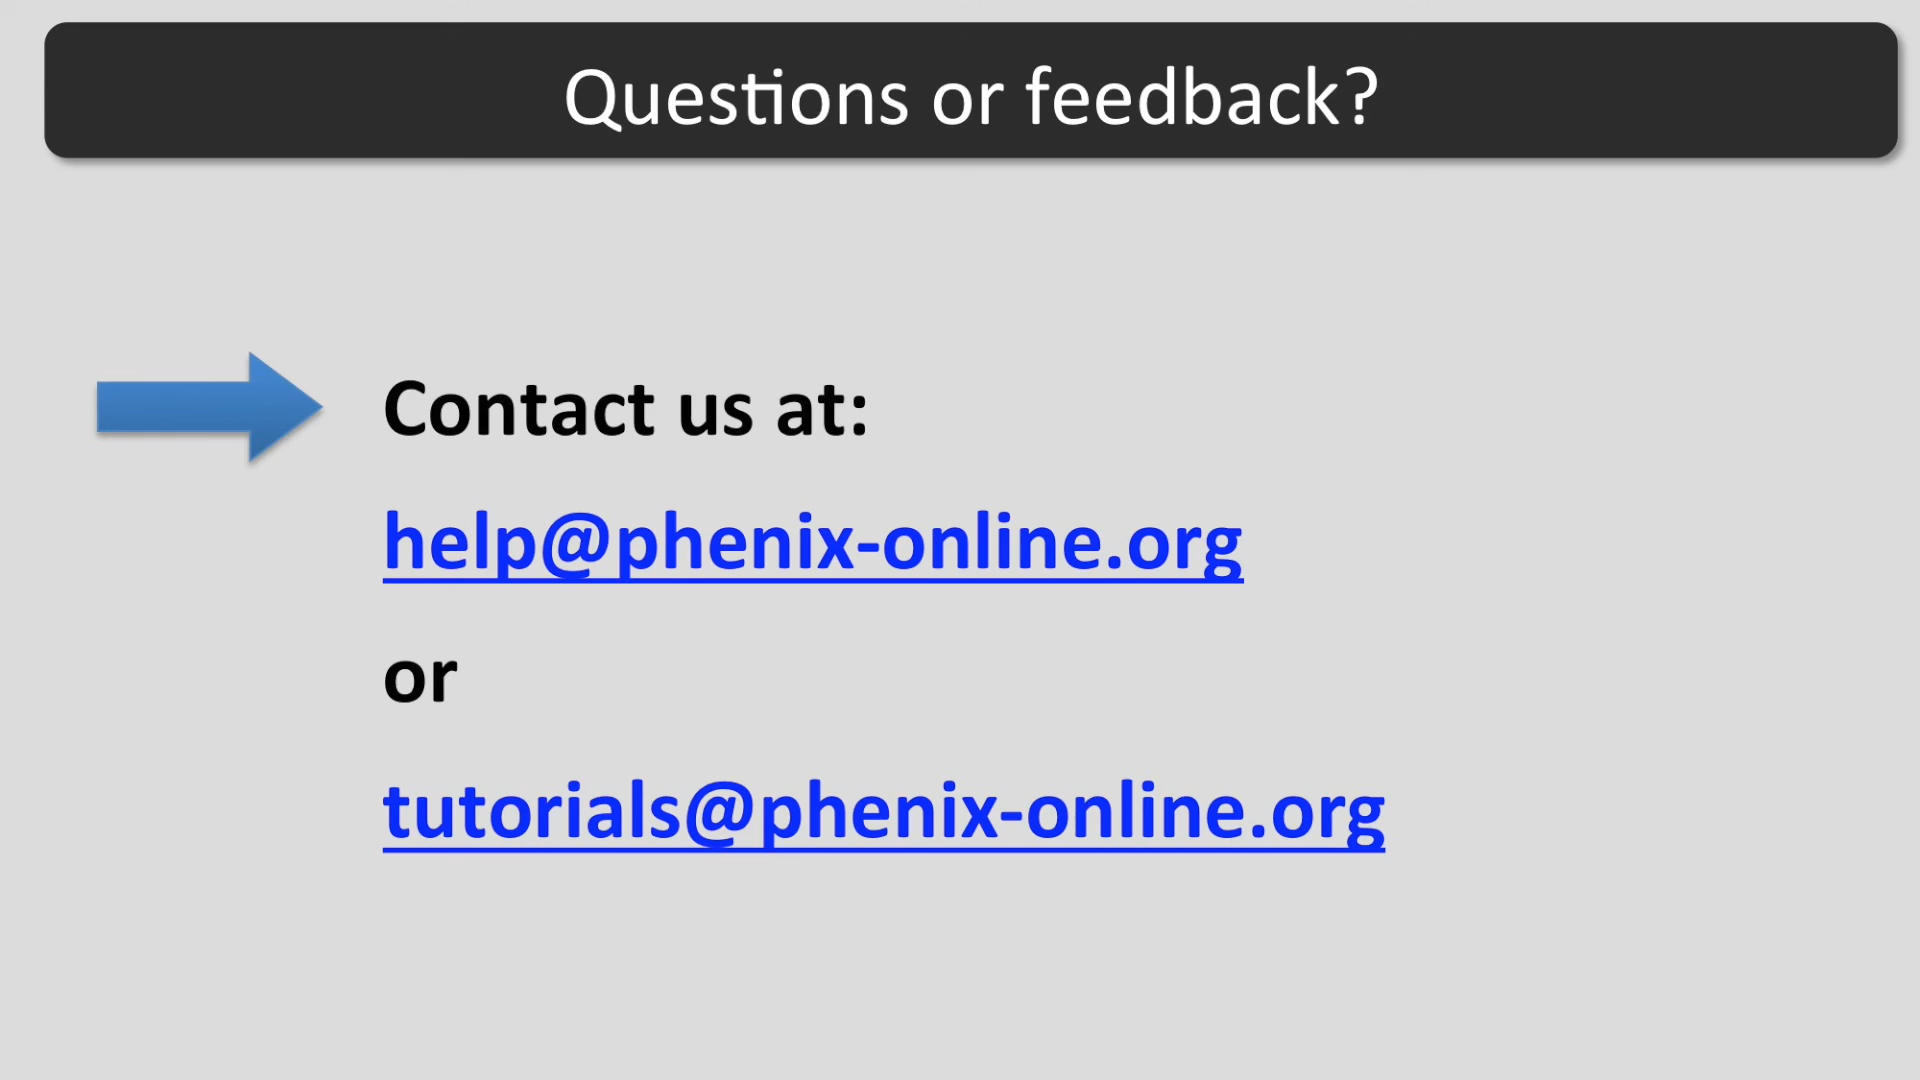 Questions or feedback?
Contact us at:
help@phenix-online.org
or
tutorials@phenix-online.org